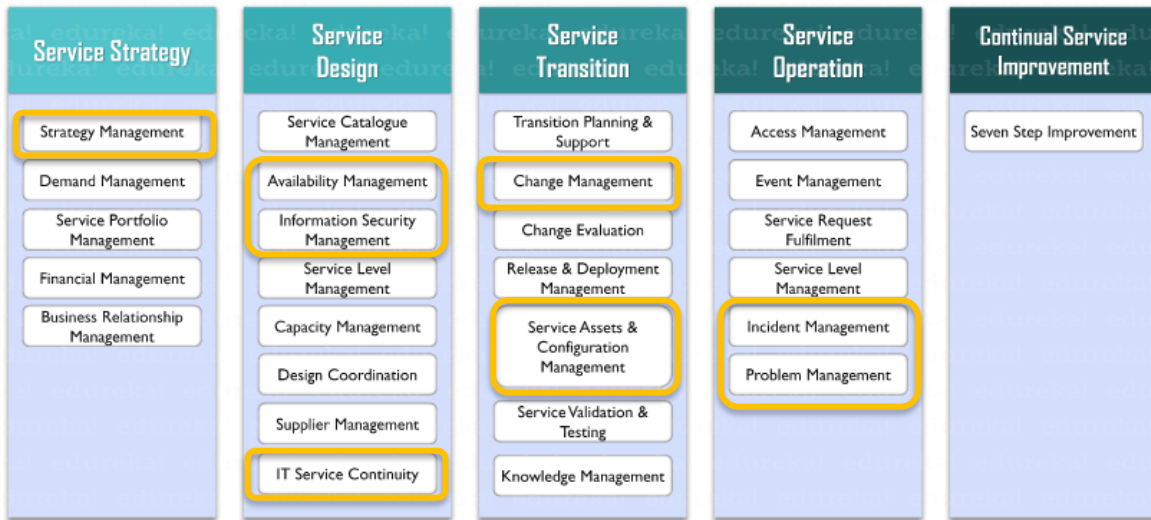 Service Strategy
Strategy Management
Demand Management
Service Portfolio
Management
Financial Management
Business Relationship
Management
Service
Design
Service Catalogue
Management
Availability Management
Information Security
Management
Service Level
Management
Capacity Management
Design Coordination
Supplier Management
IT Service Continuity
Service
Transition
Transition Planning &
Support
Change Management
Change Evaluation
Release & Deployment
Management
Service Assets &
Configuration
Management
Service Validation &
Testing
Knowledge Management
Service
Operation
Access Management
Event Management
Service Request
Fulfilment
Service Level
Management
Incident Management
Problem Management
Continual Service
Improvement
Seven Step Improvement